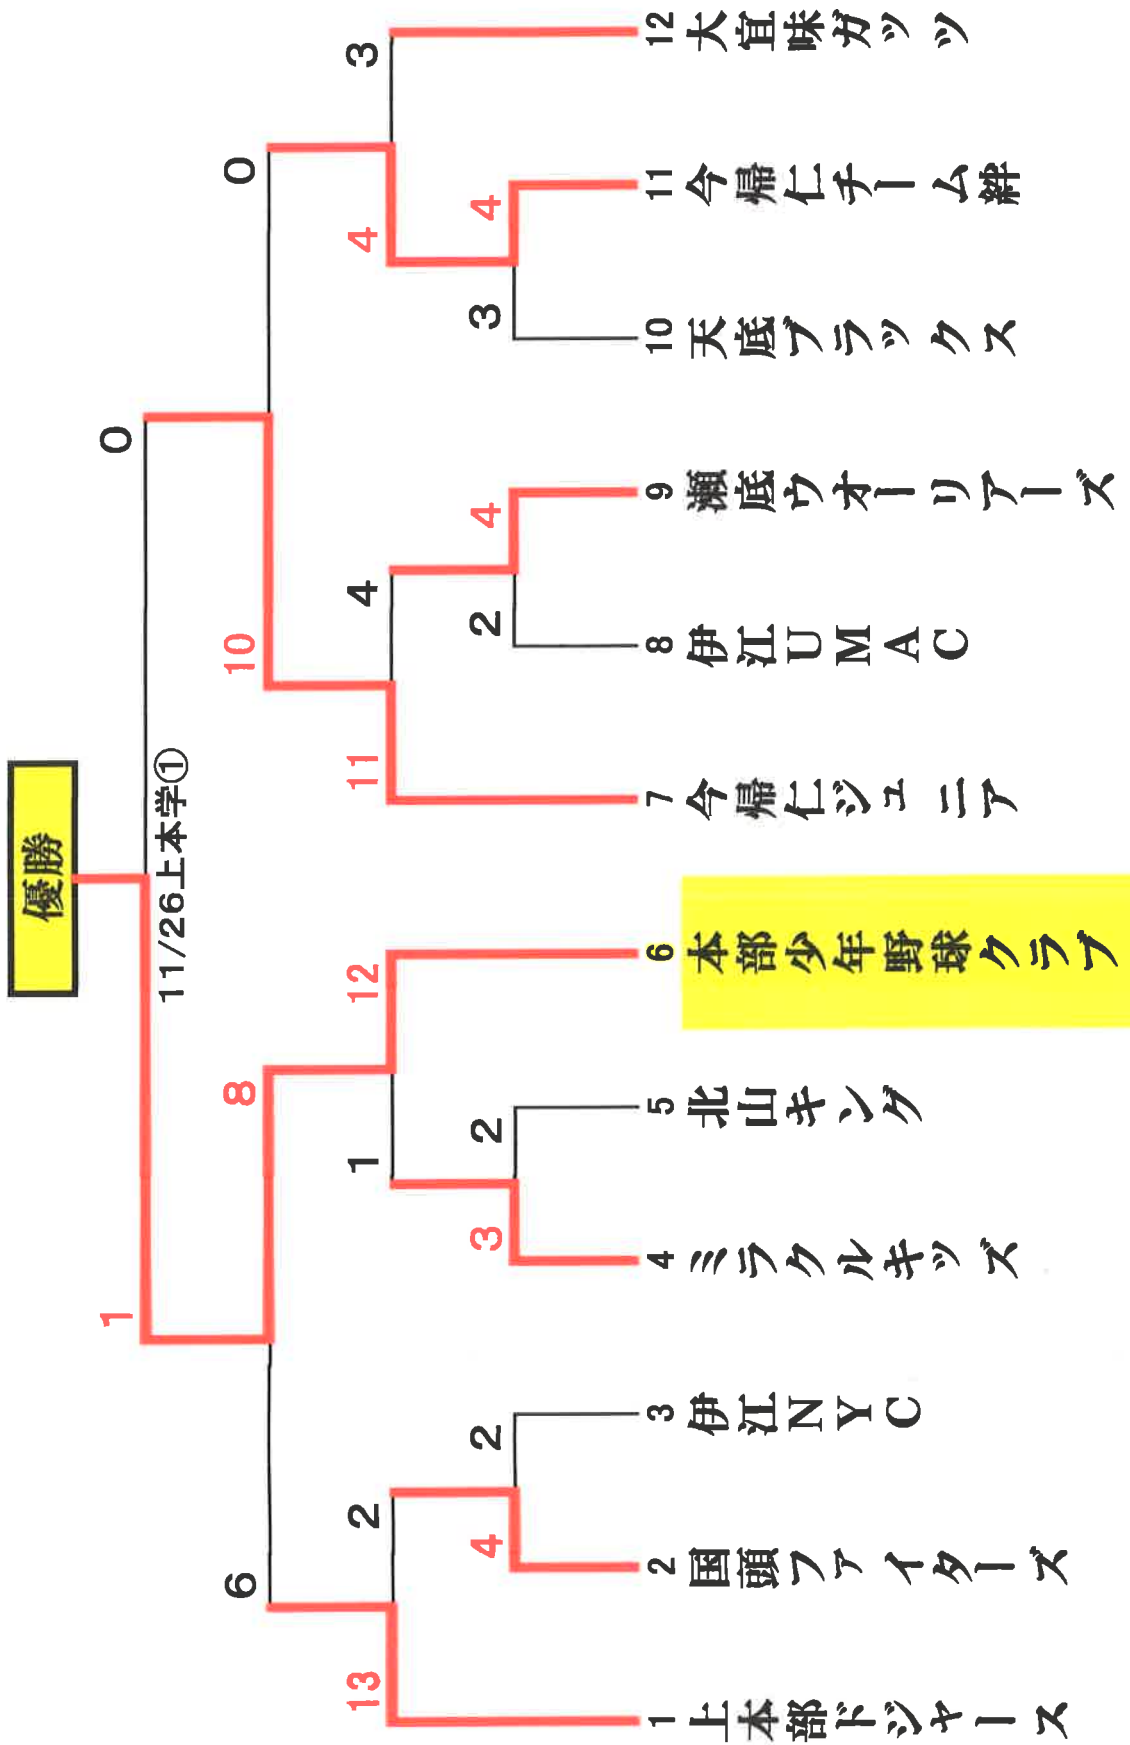 優勝
11/26上本学①
1
0
6
8
10
0
13
2
1
12
11
4
4
3
4
2
3
2
2
4
3
4
1 上本部ドジャース
2 国頭ファイターズ
3 伊江NYC
4 ミラクルキッズ
5 北山キング
6 本部少年野球クラブ
7 今帰仁ジュニア
8 伊江UMAC
9 瀬底ウオーリアーズ
10 天底ブラックス
11 今帰仁チーム絆
12 大宜味ガッツ